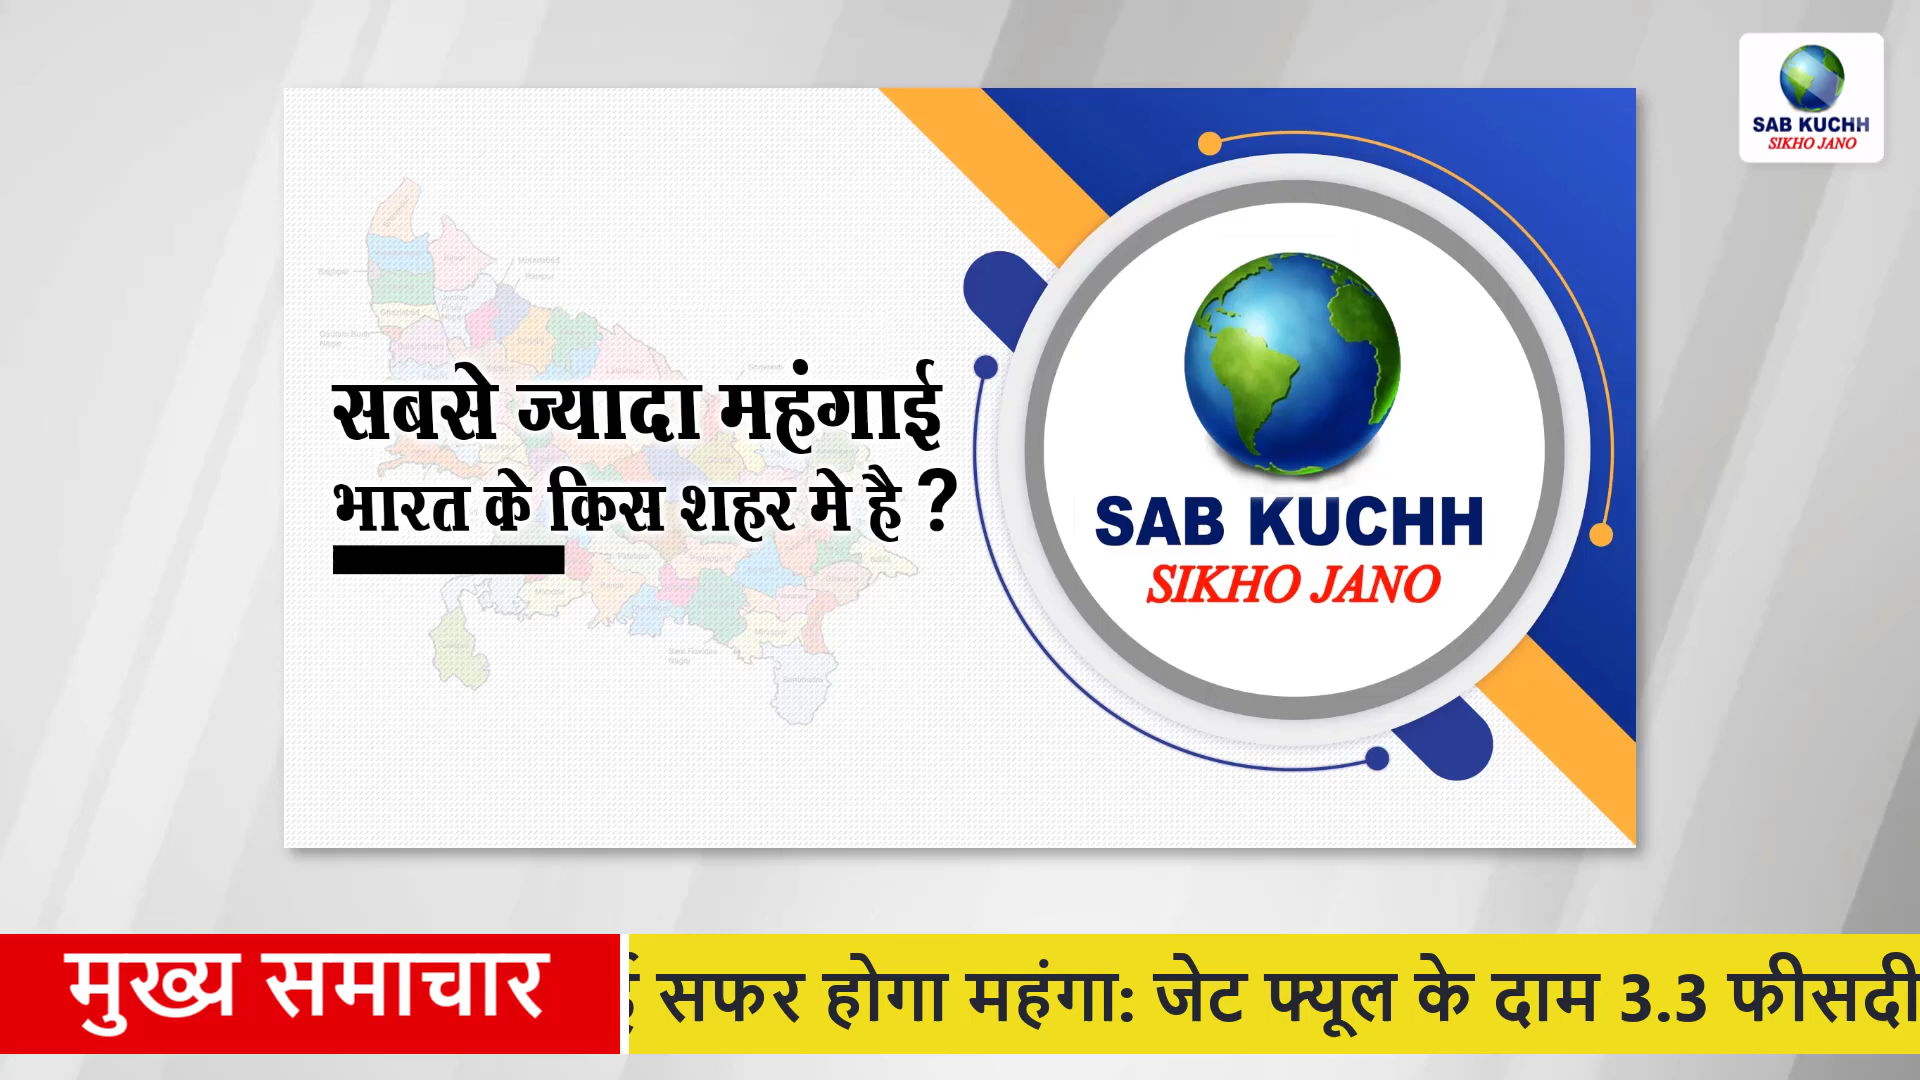 SAB KUCHH
SIKHO JANO
सबसे ज्यादा महंगाई
भारत के किस शहर मे है ?
SAB KUCHH
SIKHO JANO
मुख्य समाचार
सफर होगा महंगा: जेट फ्यूल के दाम 3.3 फीसदी